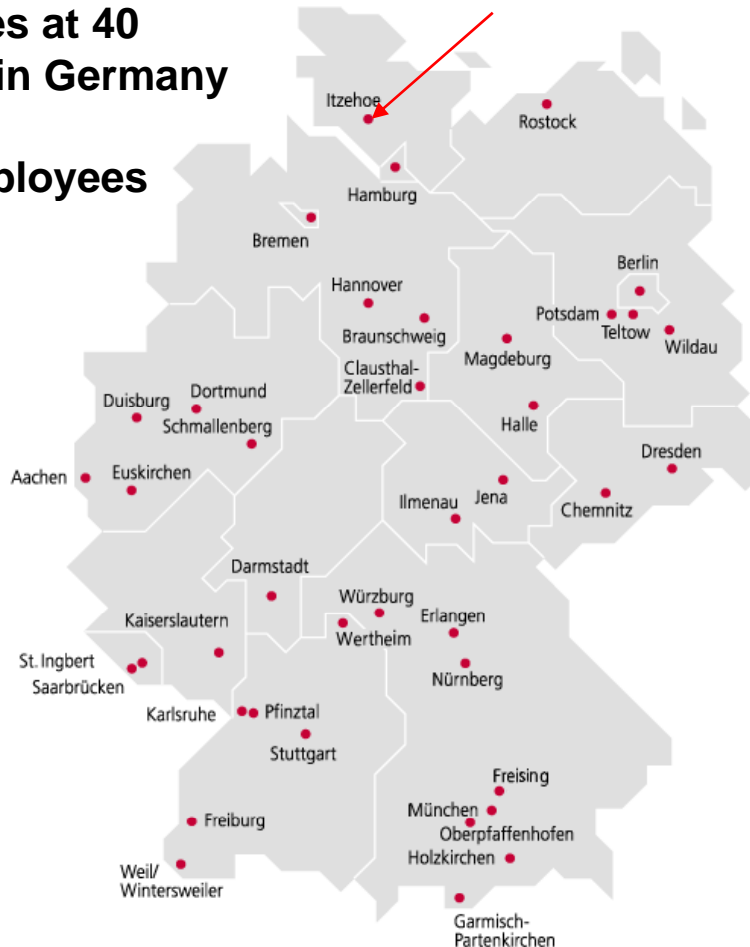 es at 40
in Germany
ployees
Itzehoe
Rostock
Hamburg
Bremen
Berlin
Hannover
Potsdam
Teltow
Braunschweig
Wildau
Magdeburg
Clausthal-
Zellerfeld
Dortmund
Duisburg
Schmallenberg
Halle
Dresden
Aachen
Euskirchen
Jena
Ilmenau
Chemnitz
Darmstadt
Würzburg
Erlangen
Kaiserslautern
Wertheim
St. Ingbert
Nürnberg
Saarbrücken
Karlsruhe
Pfinztal
Stuttgart
Freising
München
Freiburg
Oberpfaffenhofen
Holzkirchen
Weil/
Wintersweiler
Garmisch-
Partenkirchen